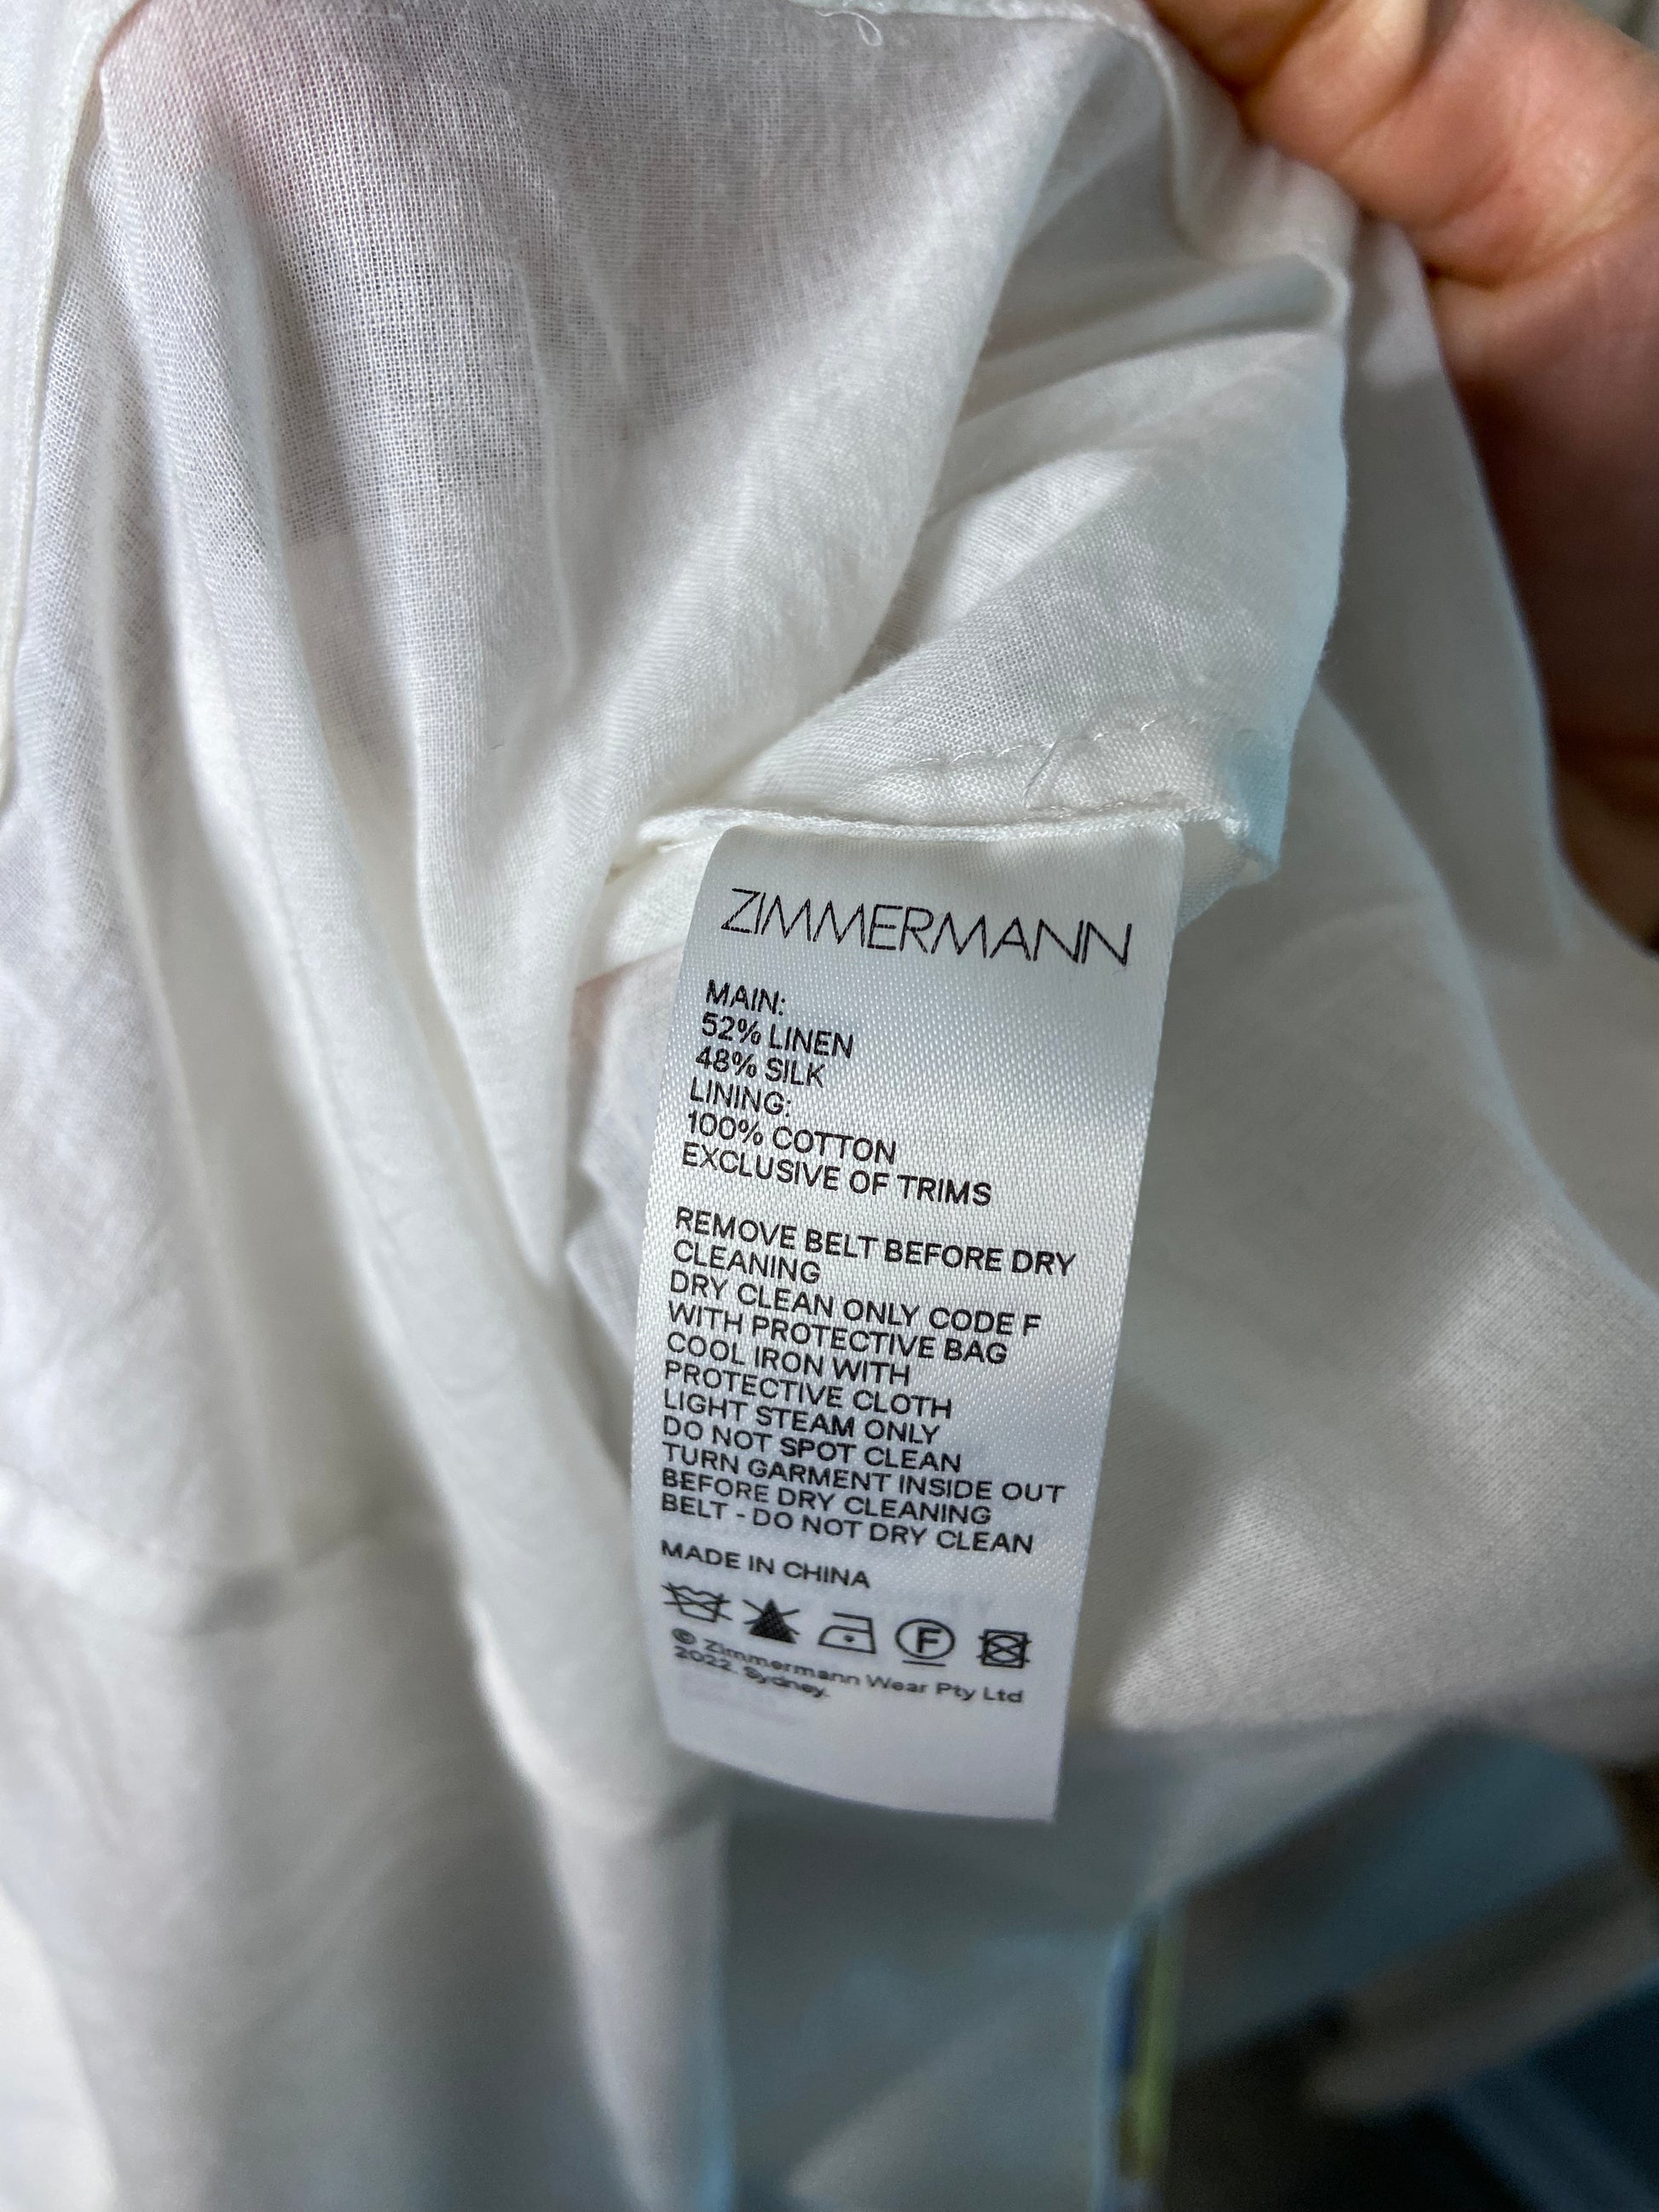 ZIMMERMANN
MAIN:
52% LINEN
48% SILK
LINING:
100% COTTON
EXCLUSIVE OF TRIMS
REMOVE BELT BEFORE DRY
CLEANING
DRY CLEAN ONLY CODE F
WITH PROTECTIVE BAG
COOL IRON WITH
PROTECTIVE CLOTH
LIGHT STEAM ONLY
DO NOT SPOT CLEAN
TURN GARMENT INSIDE OUT
BEFORE DRY CLEANING
BELT - DO NOT DRY CLEAN
MADE IN CHINA
F
© Zimmermann Wear Pty Ltd
2022. Sydney.